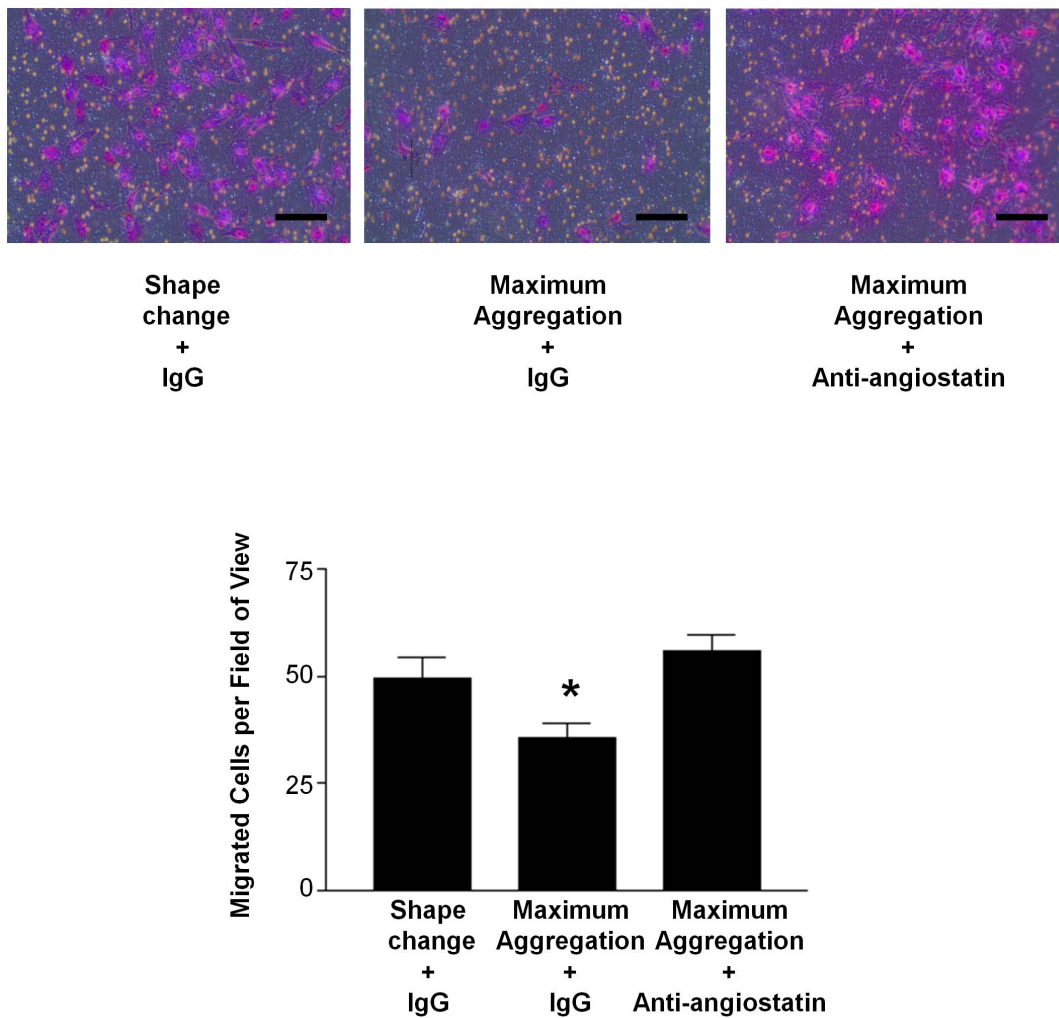 Shape
change
+
IgG
Maximum
Aggregation
+
IgG
Maximum
Aggregation
+
Anti-angiostatin
Migrated Cells per Field of View
75
50
25
0
*
Shape
change
+
IgG
Maximum
Aggregation
+
IgG
Maximum
Aggregation
+
Anti-angiostatin